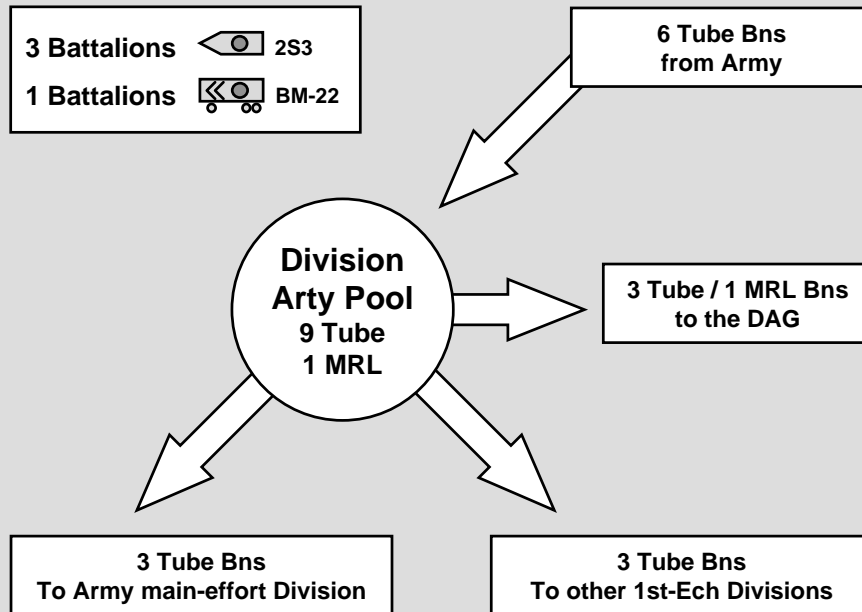 3 Battalions 2S3
1 Battalions BM-22
6 Tube Bns
from Army
Division
Arty Pool
9 Tube
1 MRL
3 Tube / 1 MRL Bns
to the DAG
3 Tube Bns
To Army main-effort Division
3 Tube Bns
To other 1st-Ech Divisions